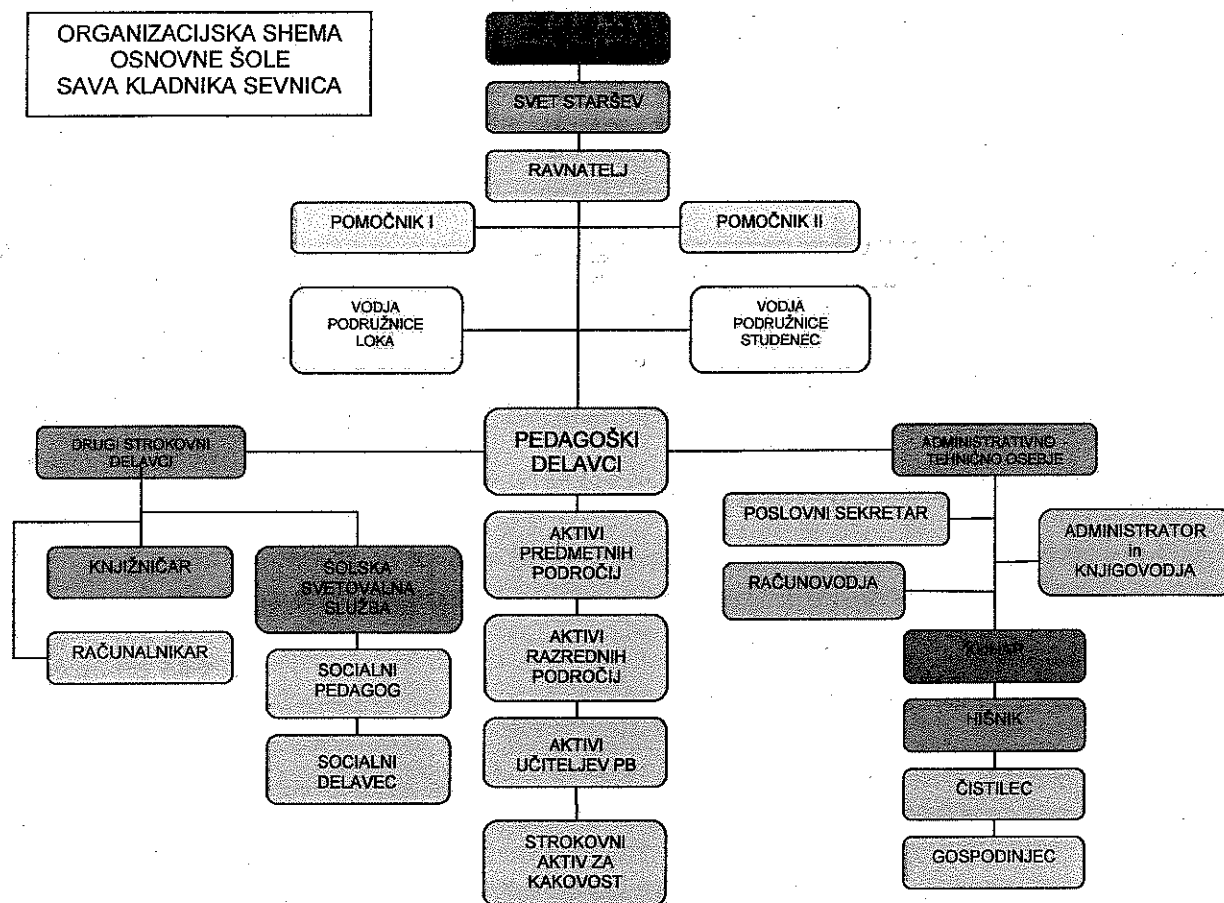 ORGANIZACIJSKA SHEMA
OSNOVNE ŠOLE
SAVA KLADNIKA SEVNICA
SVET STARŠEV
RAVNATELJ
POMOČNIK I
POMOČNIK II
VODJA
PODRUŽNICE
LOKA
VODJA
PODRUŽNICE
STUDENEC
DRUGI STROKOVNI
DELAVCI
PEDAGOŠKI
DELAVCI
ADMINISTRATIVNO -
TEHNIČNO OSEBJE
KNJIŽNIČAR
RAČUNALNIKAR
ŠOLSKA
SVETOVALNA
SLUŽBA
SOCIALNI
PEDAGOG
SOCIALNI
DELAVEC
AKTIVI
PREDMETNIH
PODROČIJ
AKTIVI
RAZREDNIH
PODROČIJ
AKTIVI
UČITELJEV PB
STROKOVNI
AKTIV ZA
KAKOVOST
POSLOVNI SEKRETAR
ADMINISTRATOR
in
KNJIGOVODJA
RAČUNOVODJA
HIŠNIK
ČISTILEC
GOSPODINJEC